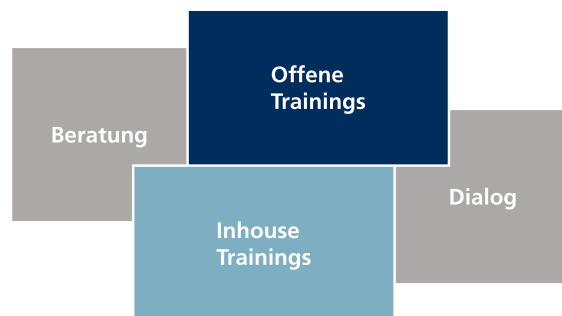 Offene
Trainings
Beratung
Dialog
Inhouse
Trainings